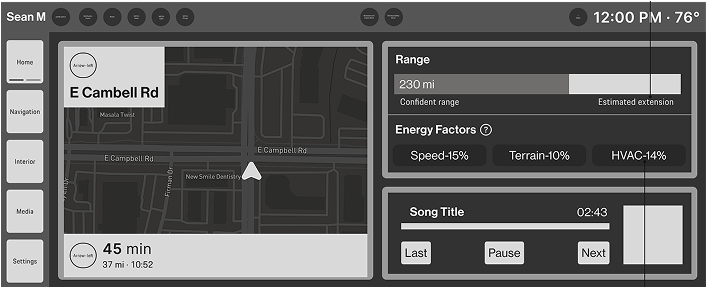 Sean M
12:00 PM · 76°
Home
Navigation
Interior
Media
Settings
Arrow-left
E Cambell Rd
Masala Twist
E Campbell Rd
E Campbell Rd
Firman Dr
New Smile Dentistry
Arrow-left
45 min
37 mi · 10:52
Range
230 mi
Confident range
Estimated extension
Energy Factors ?
Speed-15%
Terrain-10%
HVAC-14%
Song Title
02:43
Last
Pause
Next